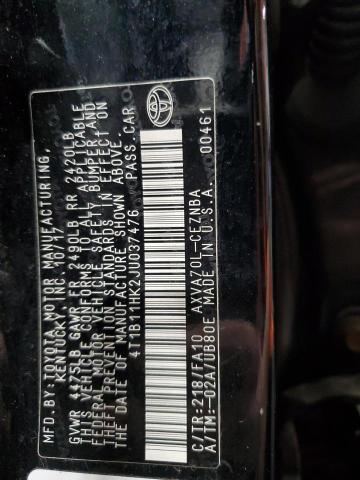 MFD.BY:TOYOTA MOTOR MANUFACTURING,
KENTUCKY, INC. 10/17
GVWR 4475LB GAWR FR 2490LB RR 2420LB
THIS VEHICLE CONFORMS TO ALL APPLICABLE
FEDERAL MOTOR VEHICLE SAFETY, BUMPER, AND
THEFT PREVENTION STANDARDS IN EFFECT ON
THE DATE OF MANUFACTURE SHOWN ABOVE.
4T1B11HK2JU037476 PASS.CAR
C/TR:218/FA10 AXVA70L-CEZNBA
A/TM:-02A/UB80E MADE IN U.S.A. 00461